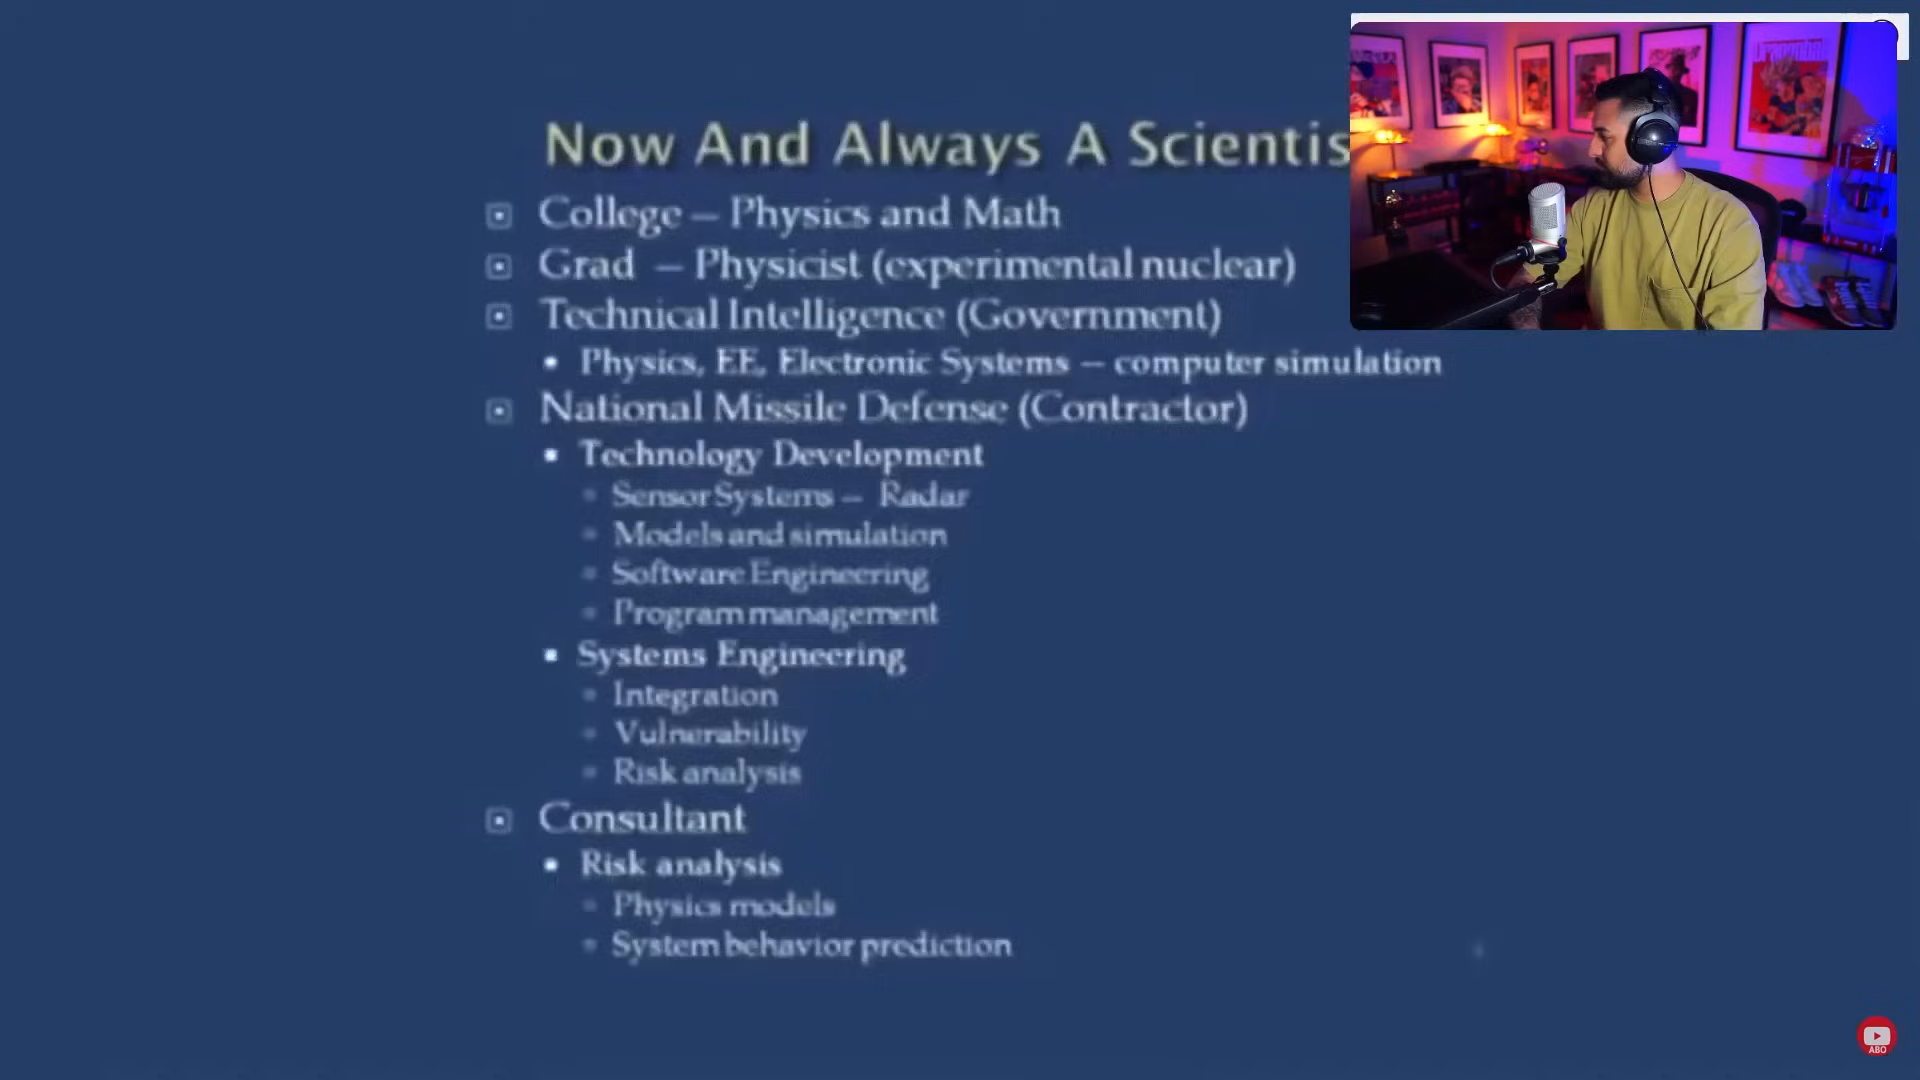 Now And Always A Scientis
College – Physics and Math
Grad – Physicist (experimental nuclear)
Technical Intelligence (Government)
Physics, EE, Electronic Systems – computer simulation
National Missile Defense (Contractor)
Technology Development
Sensor Systems – Radar
Models and simulation
Software Engineering
Program management
Systems Engineering
Integration
Vulnerability
Risk analysis
Consultant
Risk analysis
Physics models
System behavior prediction
ABO